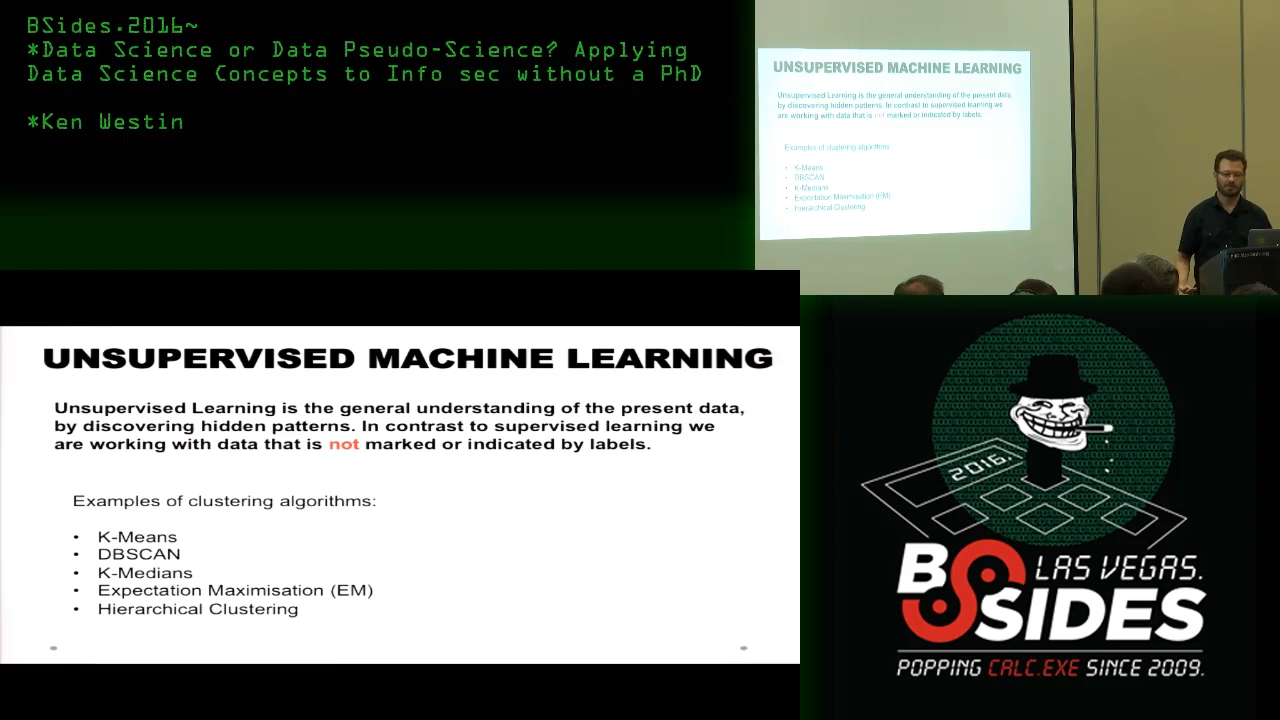 BSides.2016~
*Data Science or Data Pseudo-Science? Applying
Data Science Concepts to Info sec without a PhD
*Ken Westin
UNSUPERVISED MACHINE LEARNING
Unsupervised Learning is the general understanding of the present data,
by discovering hidden patterns. In contrast to supervised learning we
are working with data that is not marked or indicated by labels.
Examples of clustering algorithms:
• K-Means
• DBSCAN
• K-Medians
• Expectation Maximisation (EM)
• Hierarchical Clustering
UNSUPERVISED MACHINE LEARNING
Unsupervised Learning is the general understanding of the present data,
by discovering hidden patterns. In contrast to supervised learning we
are working with data that is not marked or indicated by labels.
Examples of clustering algorithms:
• K-Means
• DBSCAN
• K-Medians
• Expectation Maximisation (EM)
• Hierarchical Clustering
2016.
BSIDES LAS VEGAS.
POPPING CALC.EXE SINCE 2009.